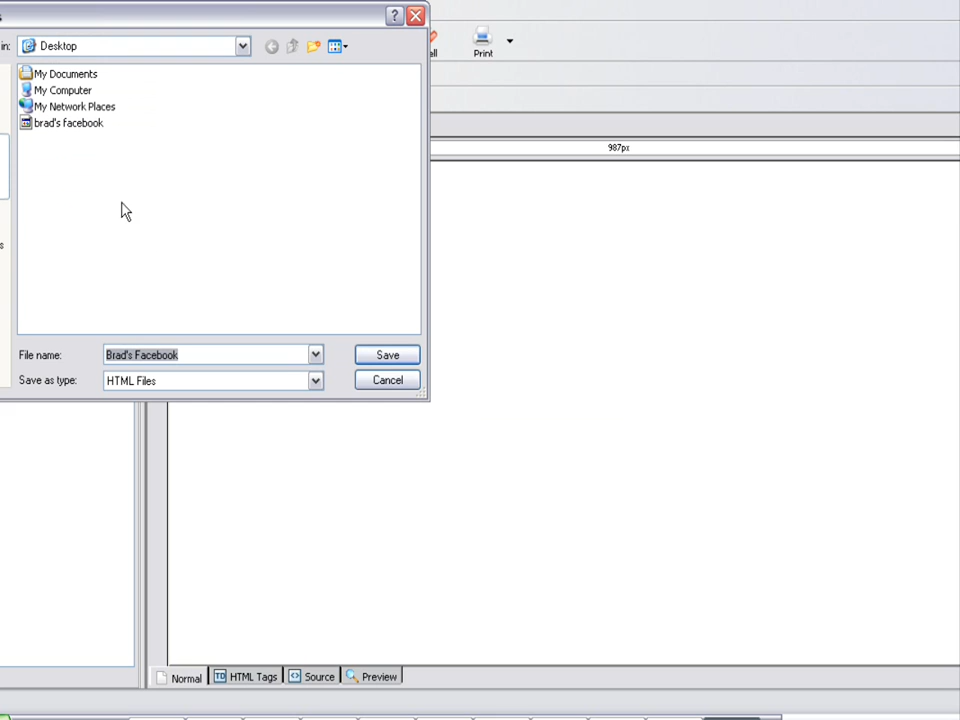 s
in: Desktop
ell Print
My Documents
My Computer
My Network Places
brad's facebook
987px
s
File name: Brad's Facebook Save
Save as type: HTML Files Cancel
Normal HTML Tags Source Preview